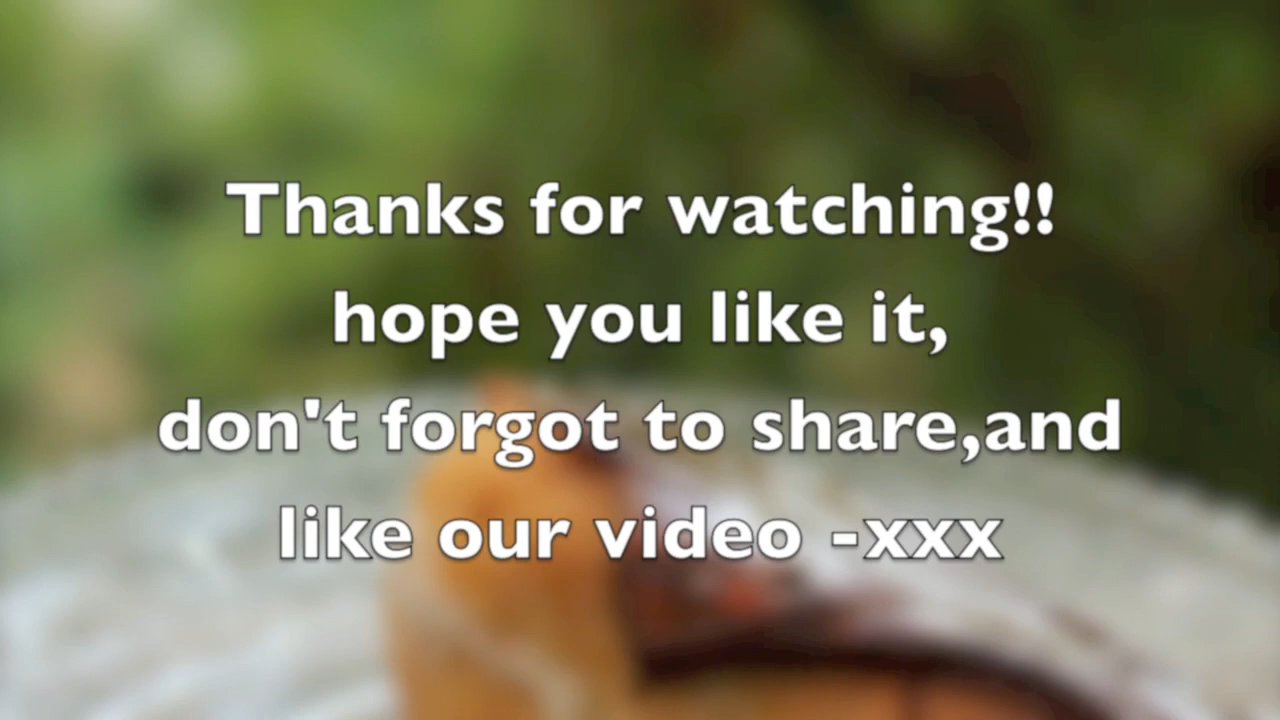 Thanks for watching!!
hope you like it,
don't forgot to share,and
like our video -xxx